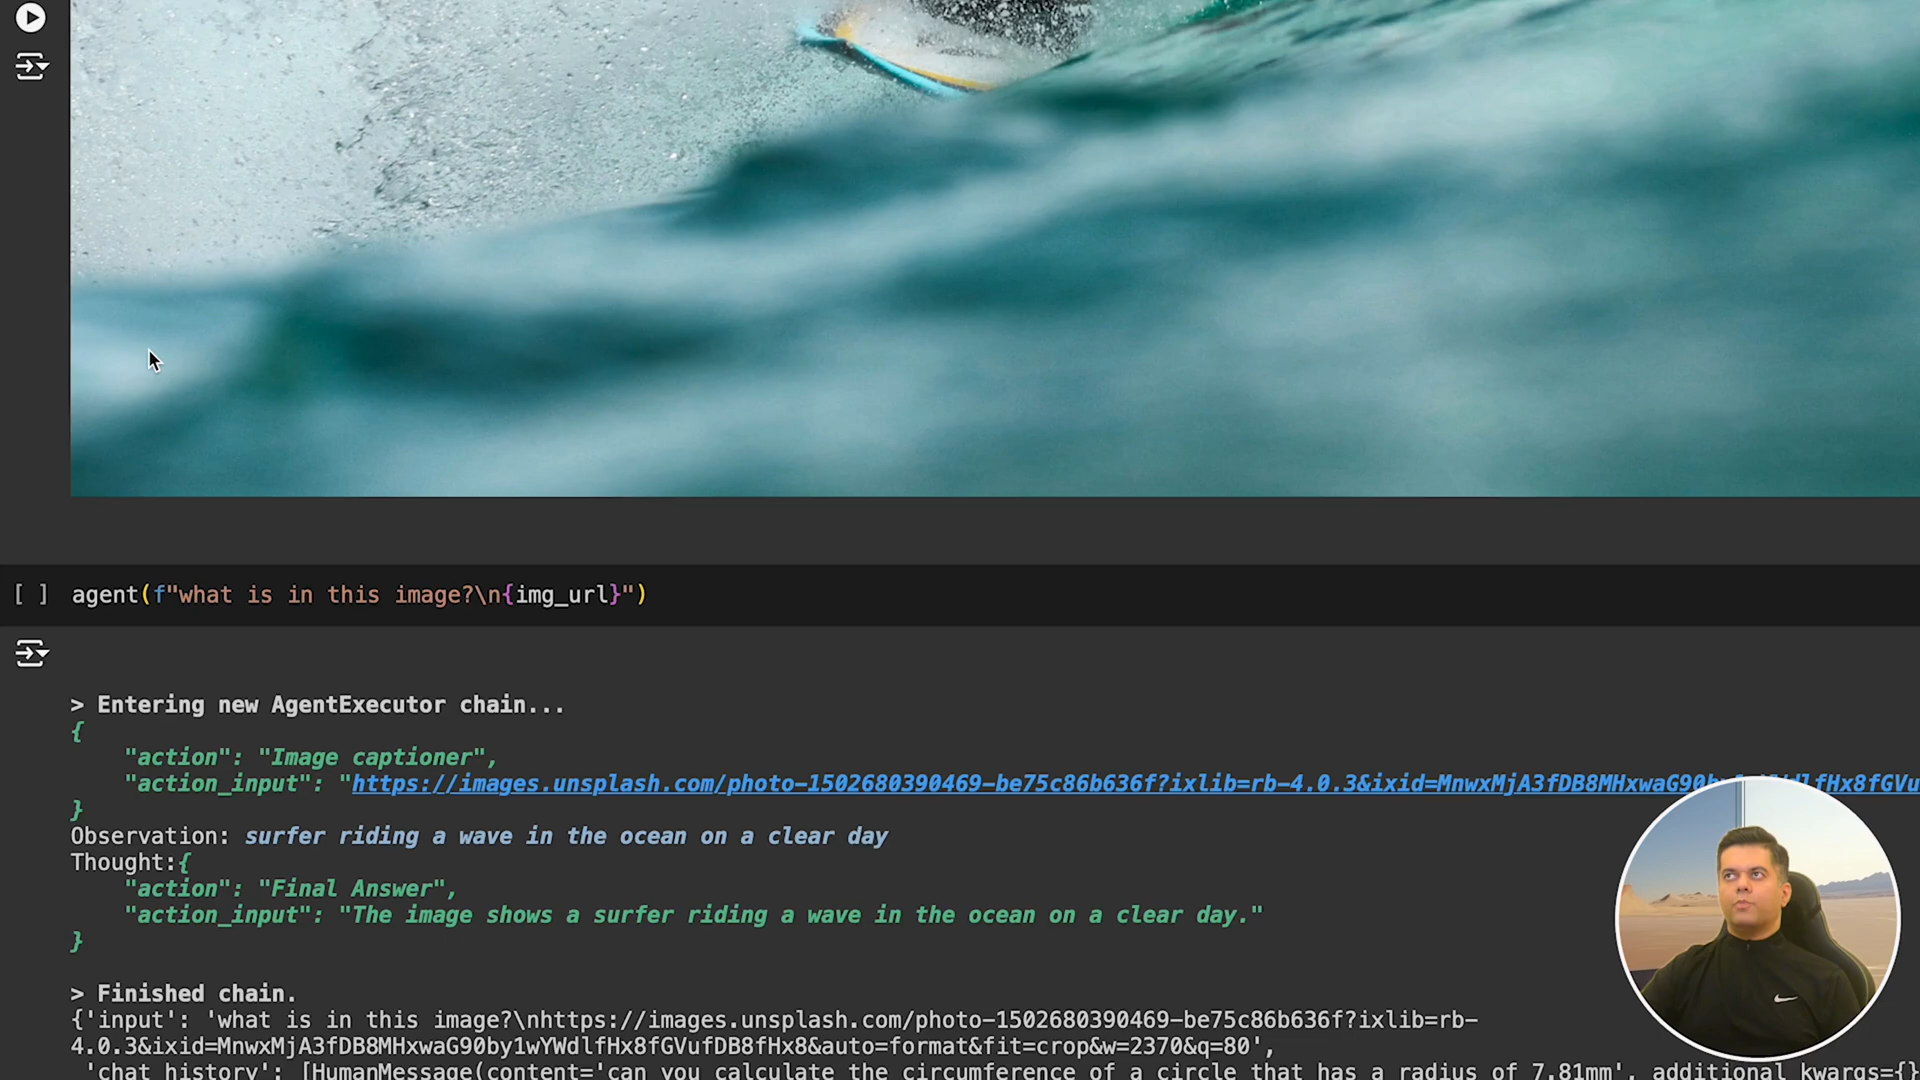 [ ] agent(f"what is in this image?\n{img_url}")
> Entering new AgentExecutor chain...
{
"action": "Image captioner",
"action_input": "https://images.unsplash.com/photo-1502680390469-be75c86b636f?ixlib=rb-4.0.3&ixid=MnwxMjA3fDB8MHxwaG90by1wYWdlfHx8fGVu
}
Observation: surfer riding a wave in the ocean on a clear day
Thought:{
"action": "Final Answer",
"action_input": "The image shows a surfer riding a wave in the ocean on a clear day."
}
> Finished chain.
{'input': 'what is in this image?\nhttps://images.unsplash.com/photo-1502680390469-be75c86b636f?ixlib=rb-
4.0.3&ixid=MnwxMjA3fDB8MHxwaG90by1wYWdlfHx8fGVufDB8fHx8&auto=format&fit=crop&w=2370&q=80',
'chat_history': [HumanMessage(content='can you calculate the circumference of a circle that has a radius of 7.81mm', additional_kwargs={}